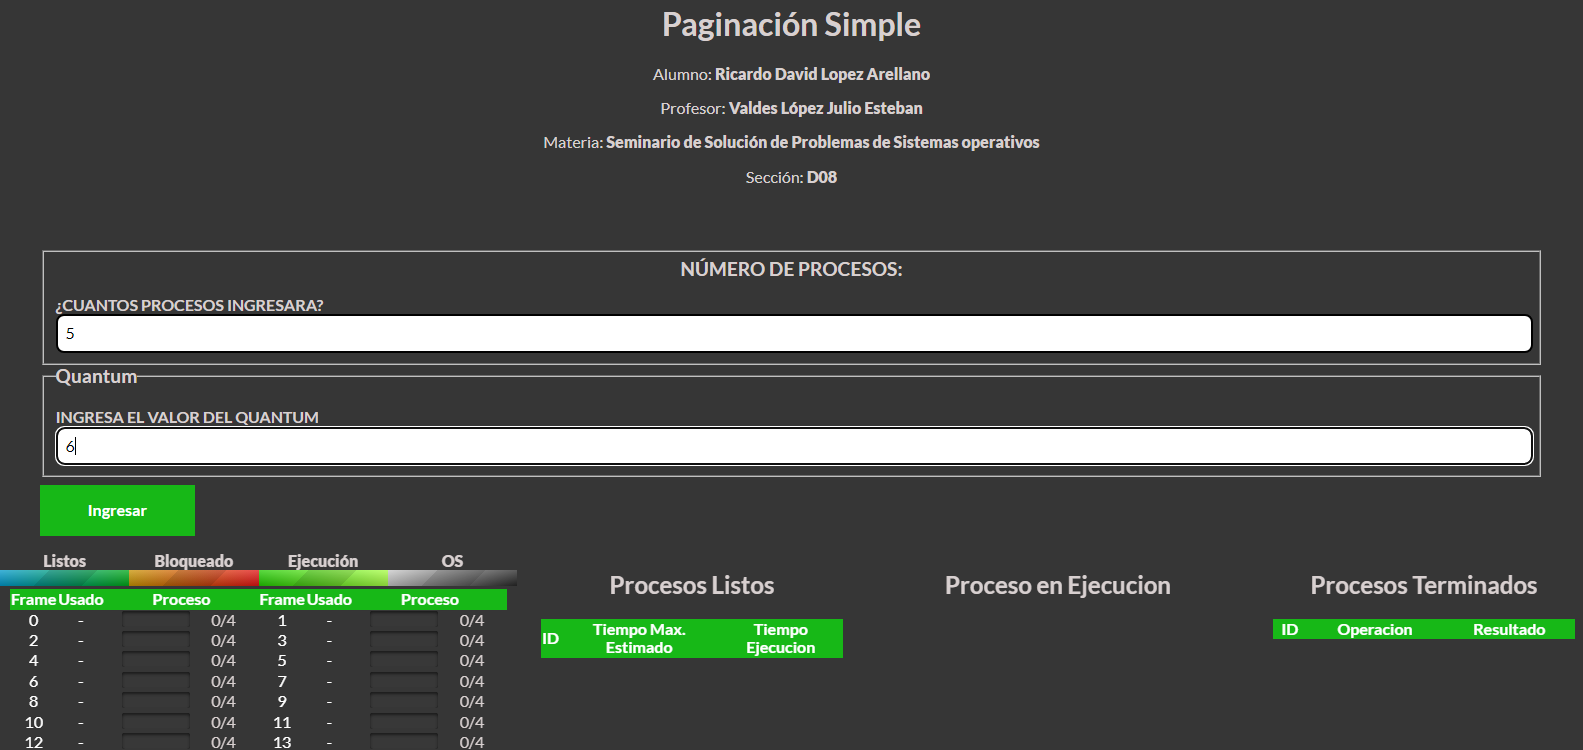 Paginación Simple
Alumno: Ricardo David Lopez Arellano
Profesor: Valdes López Julio Esteban
Materia: Seminario de Solución de Problemas de Sistemas operativos
Sección: D08
NÚMERO DE PROCESOS:
¿CUANTOS PROCESOS INGRESARA?
5
Quantum
INGRESA EL VALOR DEL QUANTUM
6
Ingresar
Listos Bloqueado Ejecución OS
Frame Usado Proceso Frame Usado Proceso
0 - 0/4 1 - 0/4
2 - 0/4 3 - 0/4
4 - 0/4 5 - 0/4
6 - 0/4 7 - 0/4
8 - 0/4 9 - 0/4
10 - 0/4 11 - 0/4
12 - 0/4 13 - 0/4
Procesos Listos
ID Tiempo Max. Estimado Tiempo Ejecucion
Proceso en Ejecucion
Procesos Terminados
ID Operacion Resultado